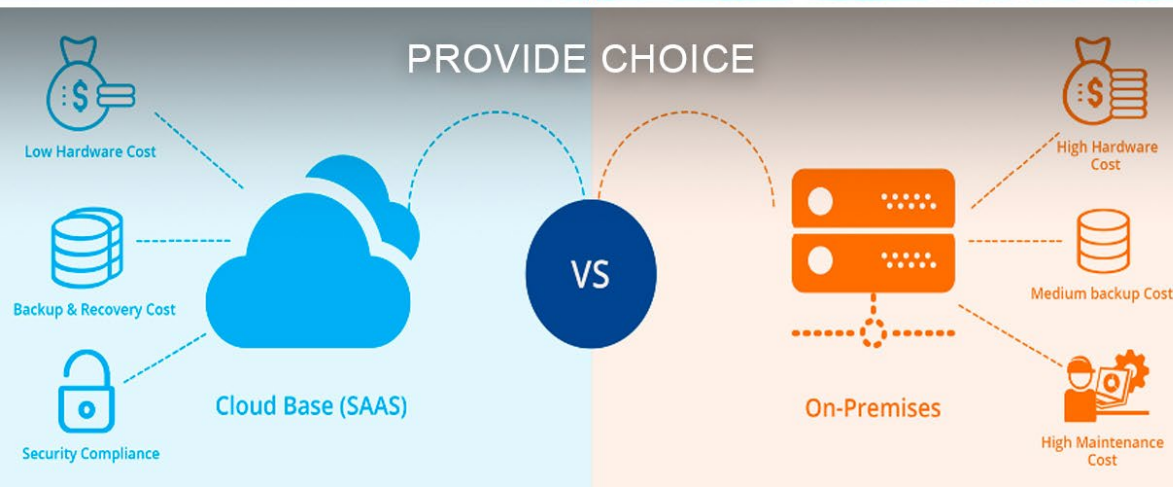 PROVIDE CHOICE
$
Low Hardware Cost
Backup & Recovery Cost
Security Compliance
Cloud Base (SAAS)
VS
$
High Hardware
Cost
Medium backup Cost
High Maintenance
Cost
On-Premises